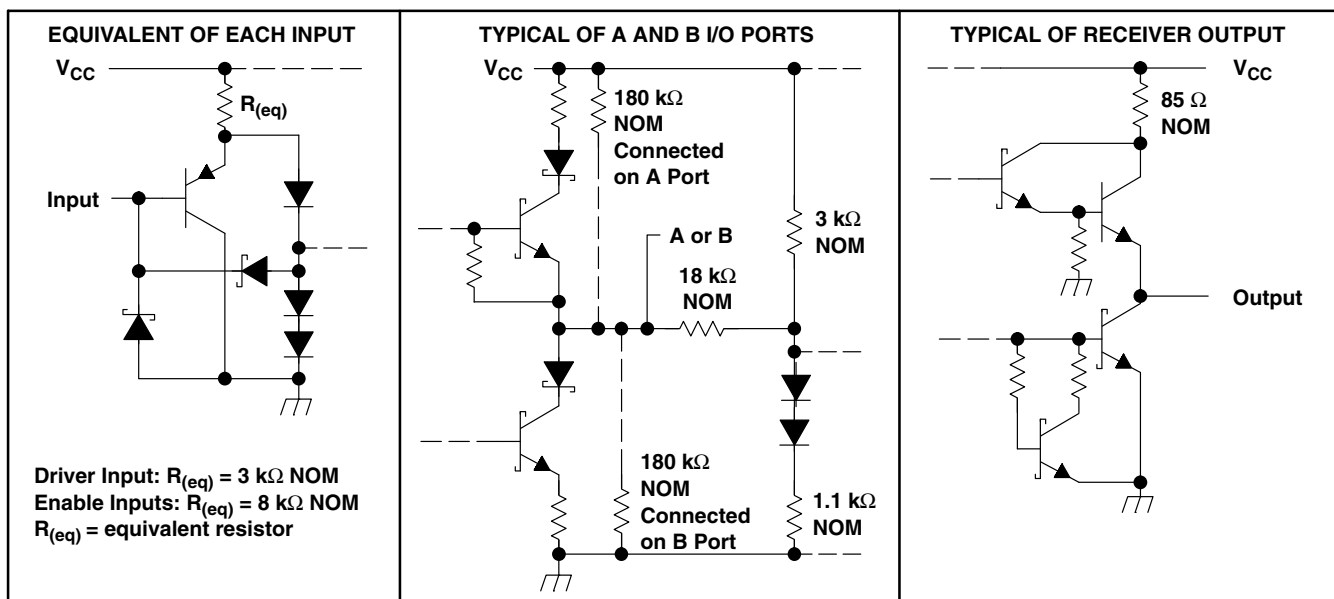 EQUIVALENT OF EACH INPUT
VCC
R(eq)
Input
Driver Input: R(eq) = 3 kΩ NOM
Enable Inputs: R(eq) = 8 kΩ NOM
R(eq) = equivalent resistor
TYPICAL OF A AND B I/O PORTS
VCC
180 kΩ
NOM
Connected
on A Port
A or B
3 kΩ
NOM
18 kΩ
NOM
180 kΩ
NOM
Connected
on B Port
1.1 kΩ
NOM
TYPICAL OF RECEIVER OUTPUT
VCC
85 Ω
NOM
Output